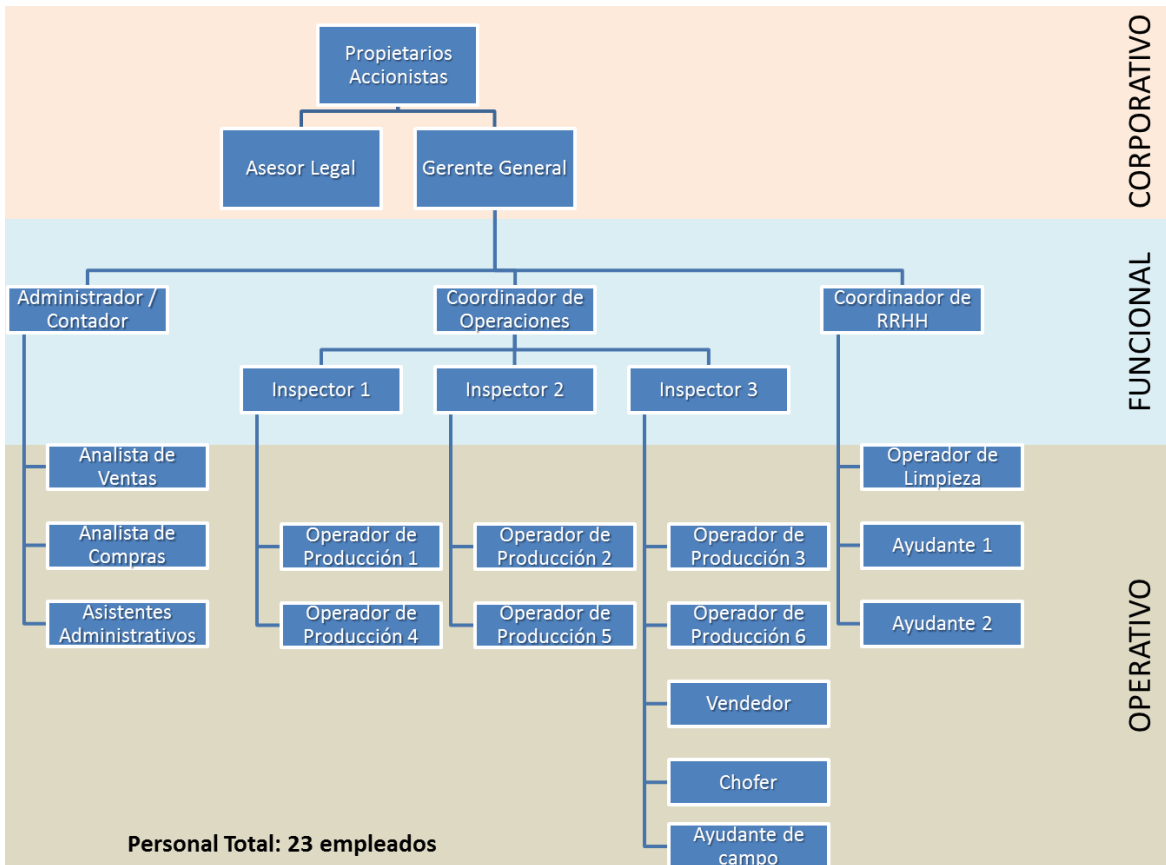 Propietarios
Accionistas
Asesor Legal
Gerente General
CORPORATIVO
Administrador /
Contador
Coordinador de
Operaciones
Coordinador de
RRHH
Inspector 1
Inspector 2
Inspector 3
FUNCIONAL
Analista de
Ventas
Analista de
Compras
Asistentes
Administrativos
Operador de
Producción 1
Operador de
Producción 4
Operador de
Producción 2
Operador de
Producción 5
Operador de
Producción 3
Operador de
Producción 6
Vendedor
Chofer
Ayudante de
campo
Operador de
Limpieza
Ayudante 1
Ayudante 2
OPERATIVO
Personal Total: 23 empleados